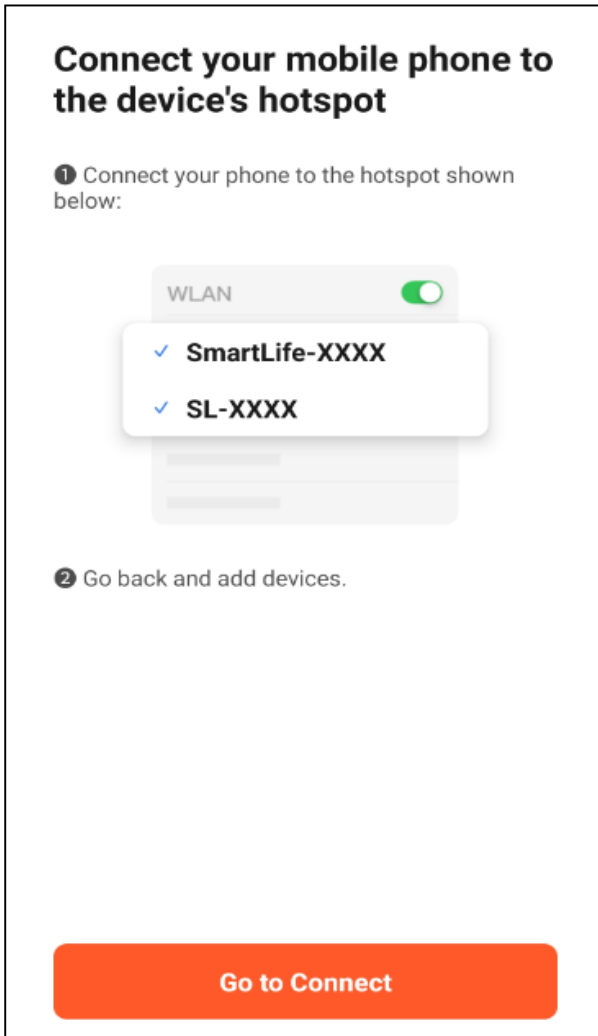 Connect your mobile phone to
the device's hotspot
❶ Connect your phone to the hotspot shown
below:
WLAN
SmartLife-XXXX
SL-XXXX
❷ Go back and add devices.
Go to Connect